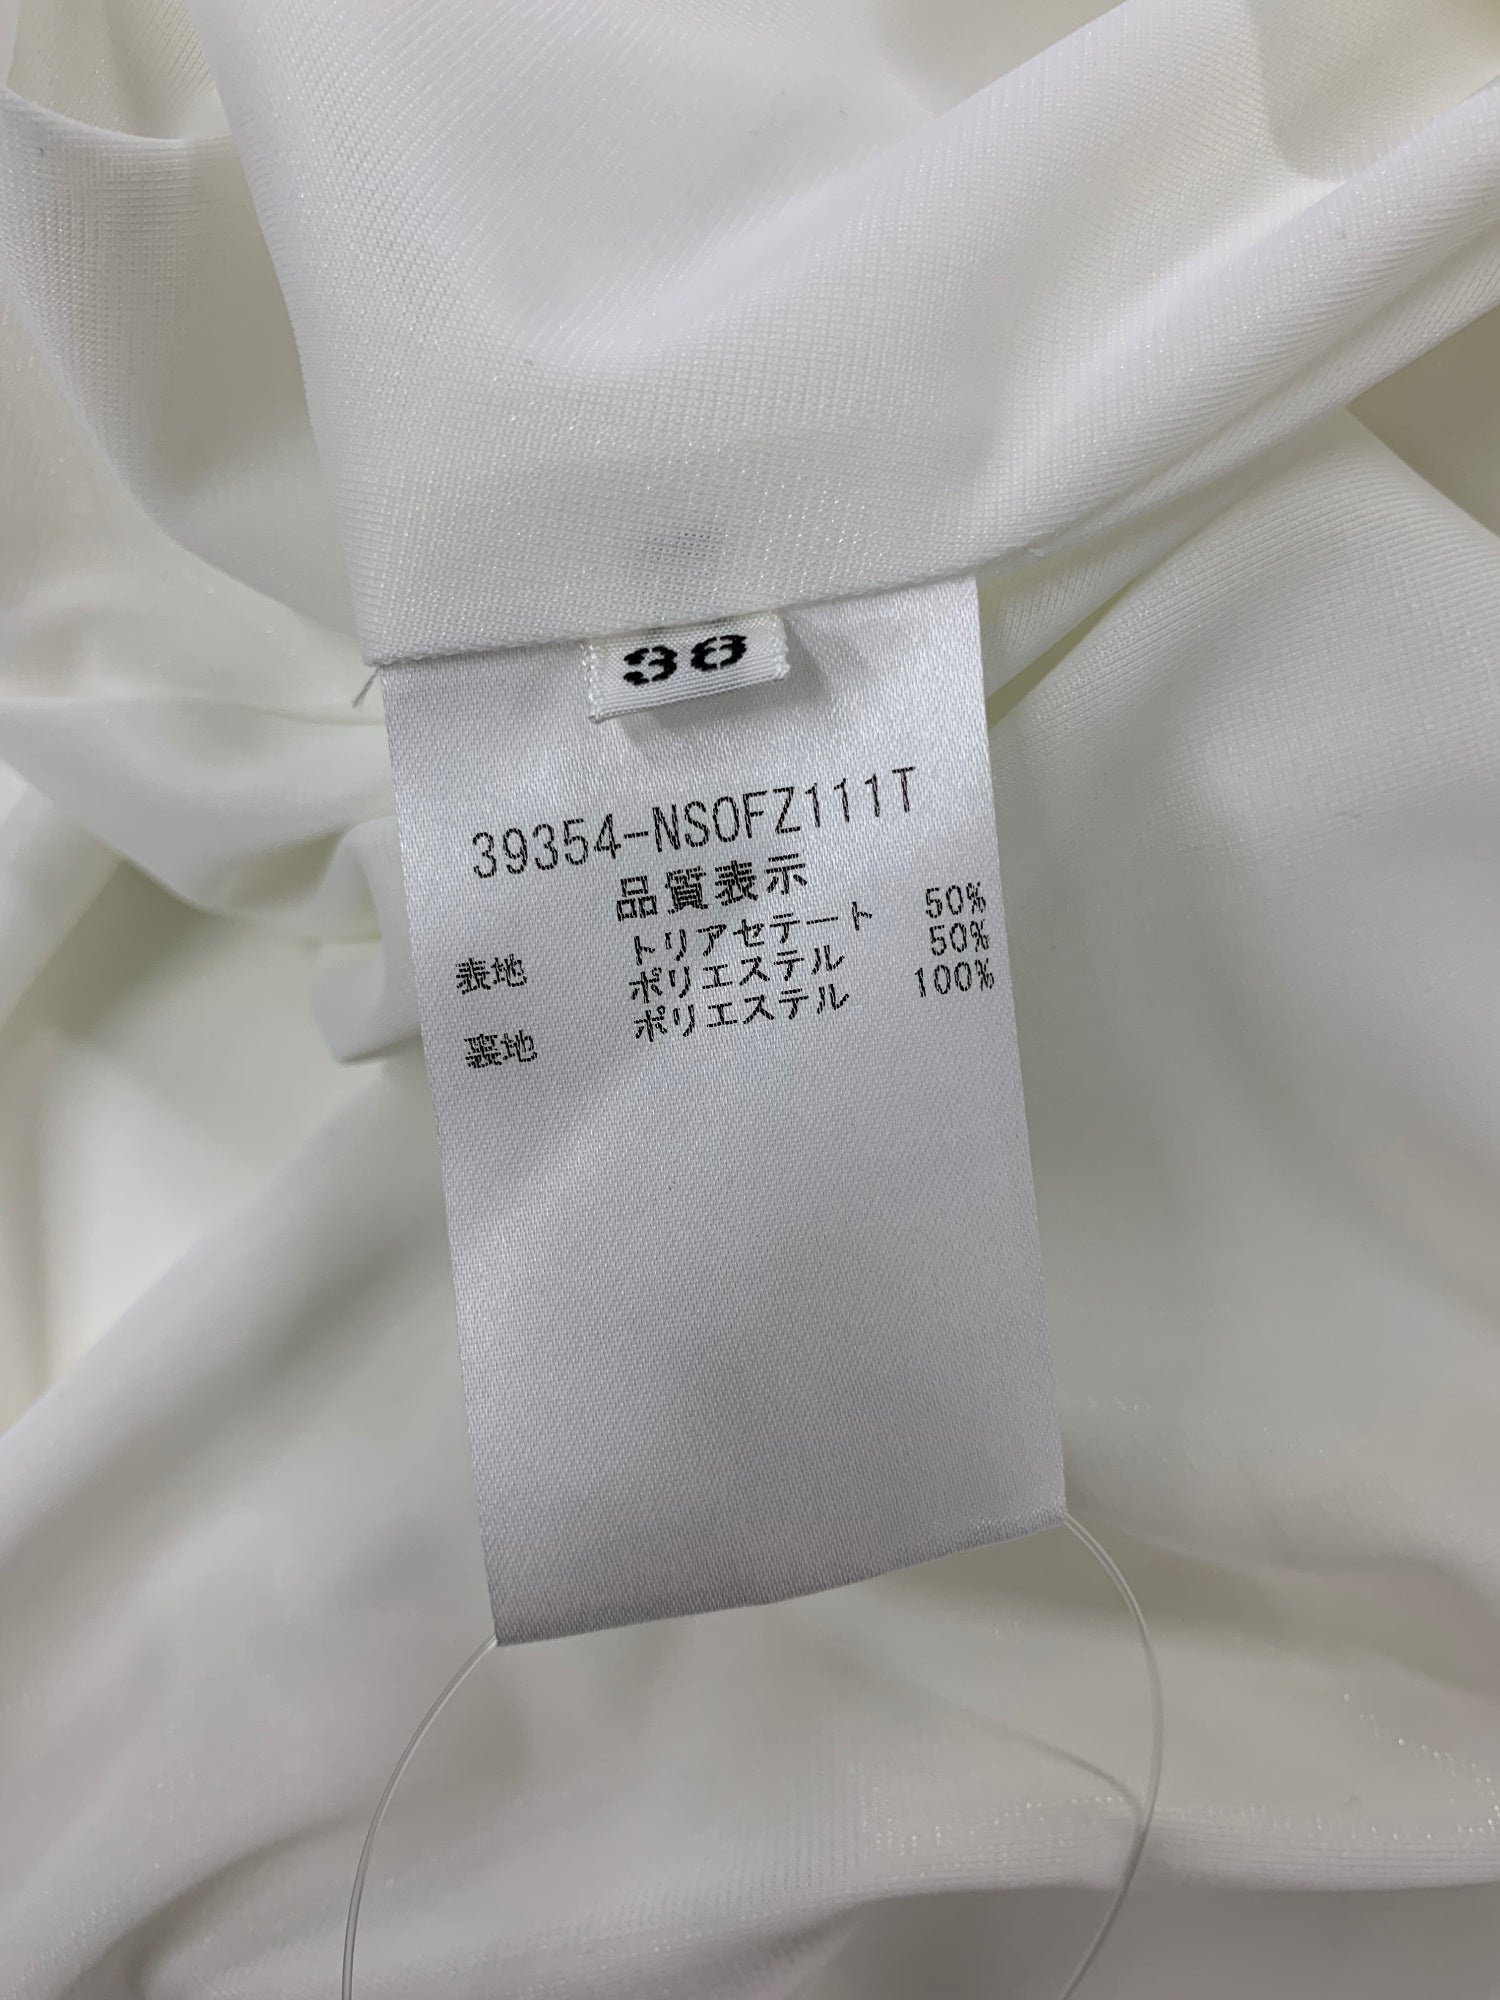 38
39354-NSOFZ111T
品質表示
表地 トリアセテート 50%
ポリエステル 50%
裏地 ポリエステル 100%